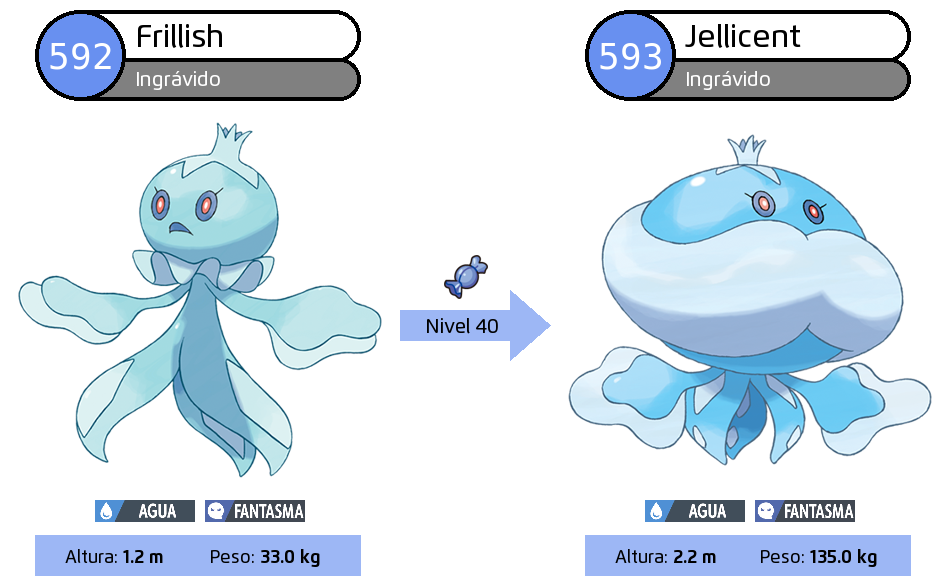 592
Frillish
Ingrávido
593
Jellicent
Ingrávido
Nivel 40
AGUA FANTASMA
AGUA FANTASMA
Altura: 1.2 m Peso: 33.0 kg
Altura: 2.2 m Peso: 135.0 kg